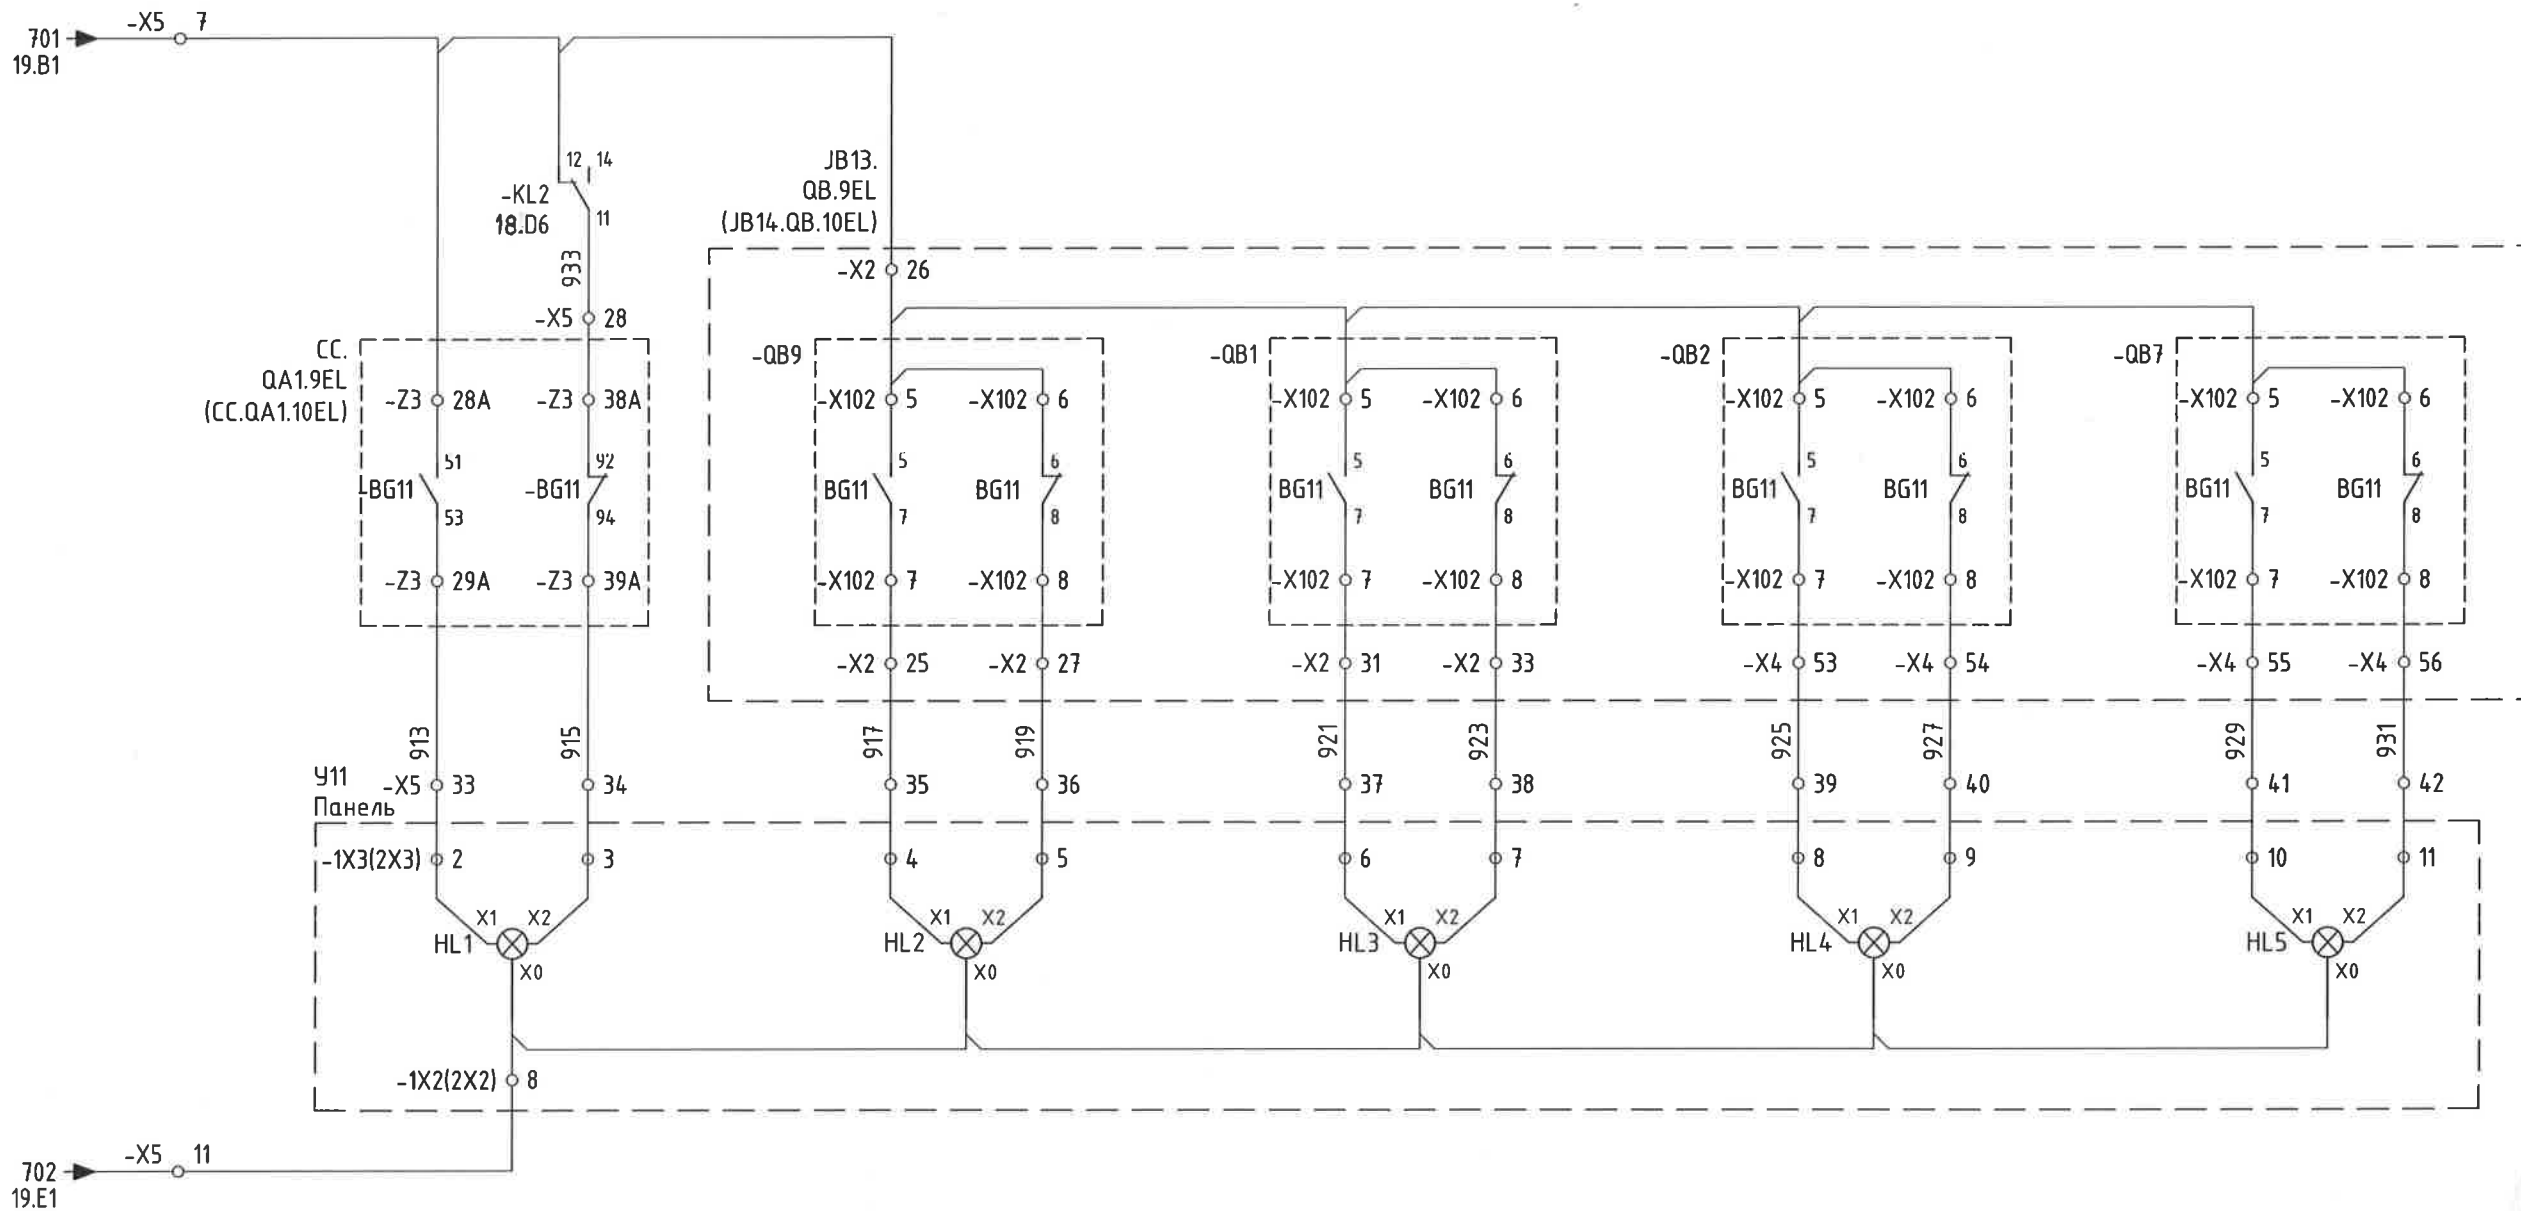 -X5 7
701
19.B1
12 14
-KL2
18.D6
11
933
-X5 28
JB13.
QB.9EL
(JB14.QB.10EL)
-X2 26
CC.
QA1.9EL
(CC.QA1.10EL)
-QB9
-QB1
-QB2
-QB7
-Z3 28A -Z3 38A -X102 5 -X102 6 -X102 5 -X102 6 -X102 5 -X102 6 -X102 5 -X102 6
51 92 5 6 5 6 5 6 5 6
-BG11 -BG11 BG11 BG11 BG11 BG11 BG11 BG11 BG11 BG11
53 94 7 8 7 8 7 8 7 8
-Z3 29A -Z3 39A -X102 7 -X102 8 -X102 7 -X102 8 -X102 7 -X102 8 -X102 7 -X102 8
-X2 25 -X2 27 -X2 31 -X2 33 -X4 53 -X4 54 -X4 55 -X4 56
913 915 917 919 921 923 925 927 929 931
У11
Панель
-X5 33 34 35 36 37 38 39 40 41 42
-1X3(2X3) 2 3 4 5 6 7 8 9 10 11
X1 X2 X1 X2 X1 X2 X1 X2 X1 X2
HL1 HL2 HL3 HL4 HL5
X0 X0 X0 X0 X0
-1X2(2X2) 8
-X5 11
702
19.E1